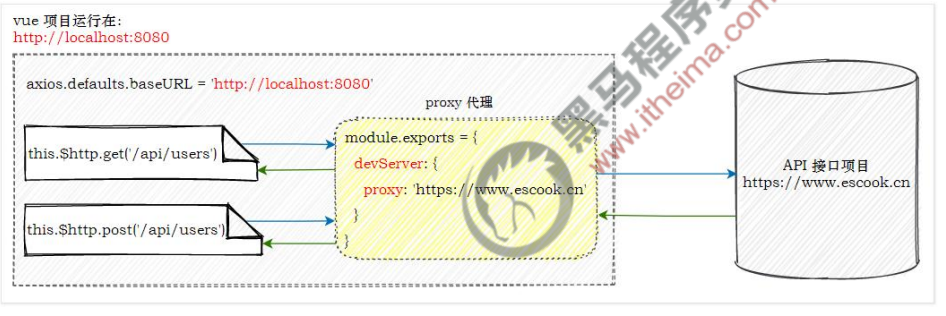 vue 项目运行在:
http://localhost:8080
axios.defaults.baseURL = 'http://localhost:8080'
proxy 代理
this.$http.get('/api/users')
this.$http.post('/api/users')
module.exports = {
devServer: {
proxy: 'https://www.escook.cn'
}
}
API 接口项目
https://www.escook.cn
黑马程序员
www.itheima.com